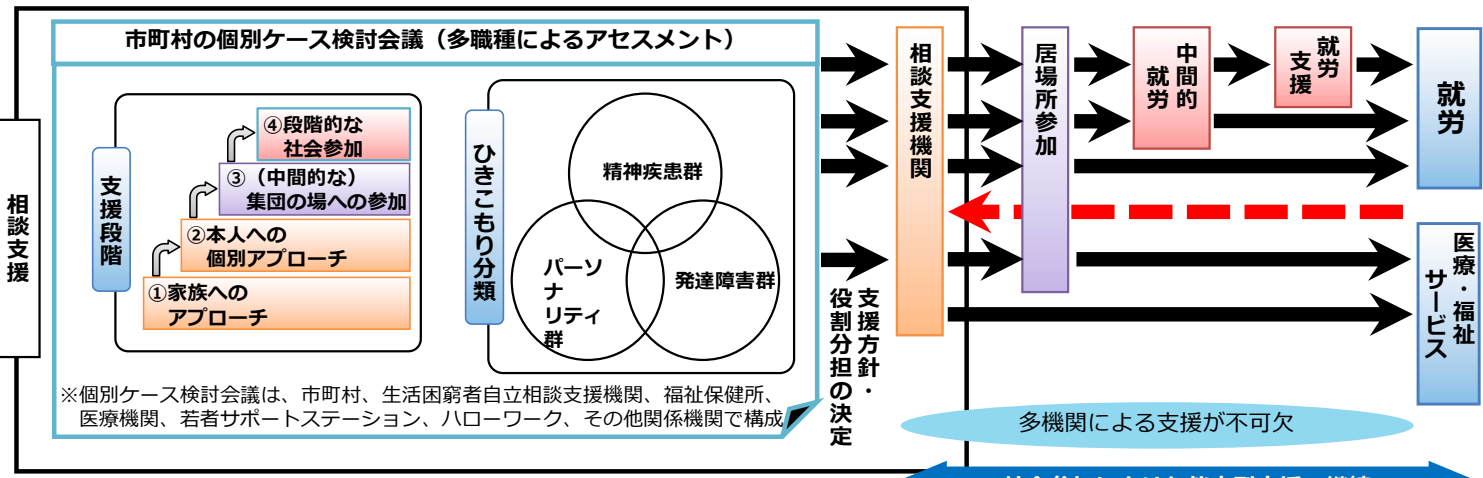 市町村の個別ケース検討会議（多職種によるアセスメント）
相談支援
支援段階
④段階的な
社会参加
③（中間的な）
集団の場への参加
②本人への
個別アプローチ
①家族への
アプローチ
ひきこもり分類
精神疾患群
パーソ
ナ
リティ
群
発達障害群
※個別ケース検討会議は、市町村、生活困窮者自立相談支援機関、福祉保健所、
医療機関、若者サポートステーション、ハローワーク、その他関係機関で構成
支援方針・
役割分担の決定
相談支援機関
居場所参加
中間的
就労
就労
支援
就労
医療・福祉
サービス
多機関による支援が不可欠